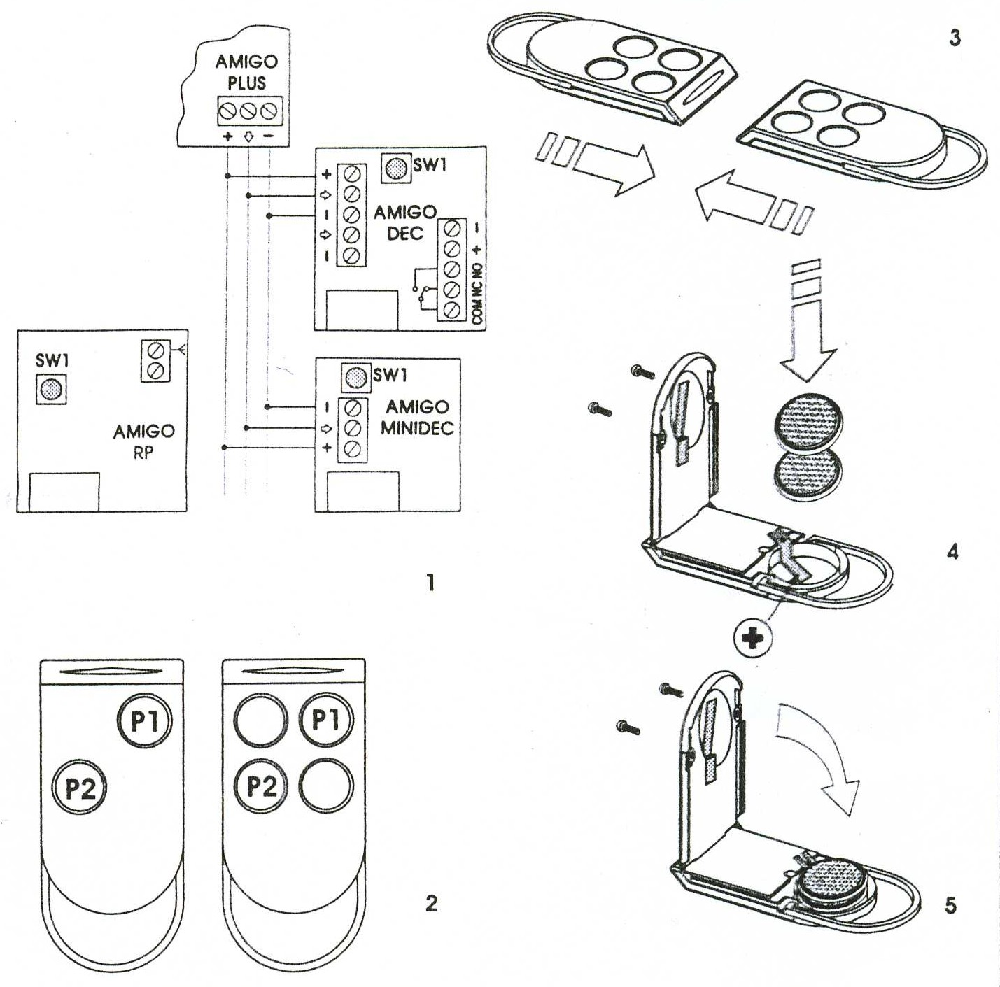 3
AMIGO
PLUS
+ ⇩ −
SW1
+
⇨
−
⇨
−
AMIGO
DEC
− + NO NC COM
SW1
AMIGO
RP
SW1
−
⇨
+
AMIGO
MINIDEC
1
4
+
P1
P2
P1
P2
2
5